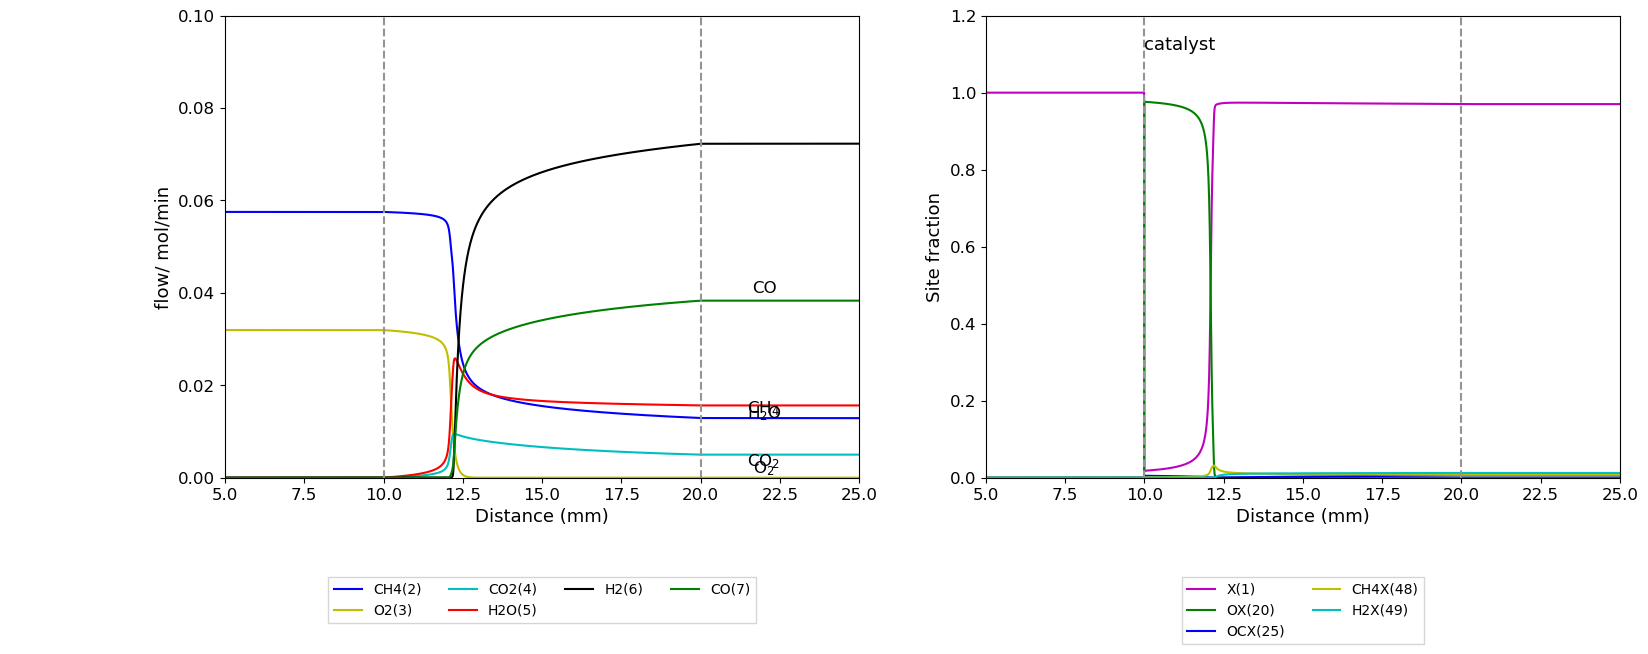 0.10
0.08
0.06
0.04
0.02
0.00
flow/ mol/min
CO
CH4
H2O
CO2
O2
5.0 7.5 10.0 12.5 15.0 17.5 20.0 22.5 25.0
Distance (mm)
CH4(2) CO2(4) H2(6) CO(7)
O2(3) H2O(5)
1.2
1.0
0.8
0.6
0.4
0.2
0.0
Site fraction
catalyst
5.0 7.5 10.0 12.5 15.0 17.5 20.0 22.5 25.0
Distance (mm)
X(1) CH4X(48)
OX(20) H2X(49)
OCX(25)